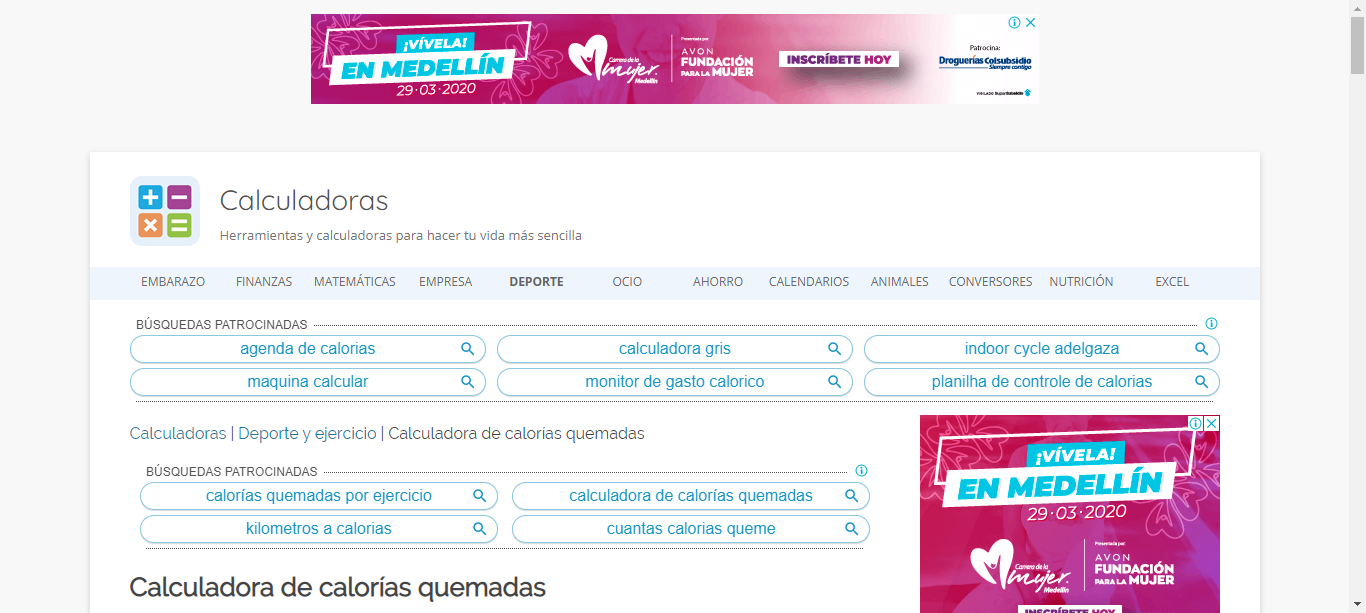 ¡VÍVELA!
EN MEDELLÍN
29·03·2020
Carrera de la
mujer.
Medellín
Presentada por:
AVON
FUNDACIÓN
PARA LA MUJER
INSCRÍBETE HOY
Patrocina:
Droguerías Colsubsidio
Siempre contigo
VIGILADO SuperSubsidio
Calculadoras
Herramientas y calculadoras para hacer tu vida más sencilla
EMBARAZO FINANZAS MATEMÁTICAS EMPRESA DEPORTE OCIO AHORRO CALENDARIOS ANIMALES CONVERSORES NUTRICIÓN EXCEL
BÚSQUEDAS PATROCINADAS
agenda de calorias calculadora gris indoor cycle adelgaza
maquina calcular monitor de gasto calorico planilha de controle de calorias
Calculadoras | Deporte y ejercicio | Calculadora de calorías quemadas
BÚSQUEDAS PATROCINADAS
calorías quemadas por ejercicio calculadora de calorías quemadas
kilometros a calorias cuantas calorias queme
Calculadora de calorías quemadas
¡VÍVELA!
EN MEDELLÍN
29·03·2020
Carrera de la
mujer.
Medellín
Presentada por:
AVON
FUNDACIÓN
PARA LA MUJER
INSCRÍBETE HOY